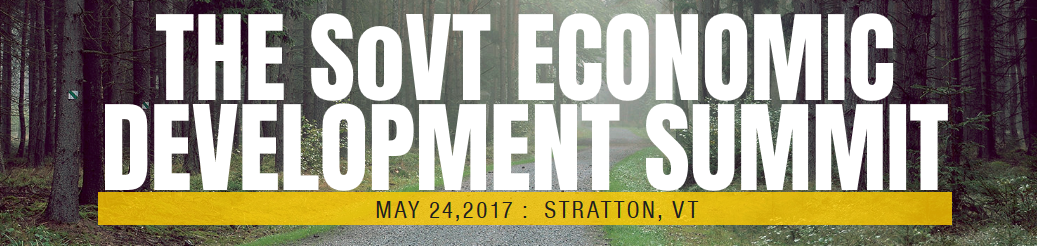 THE SoVT ECONOMIC
DEVELOPMENT SUMMIT
MAY 24,2017 : STRATTON, VT